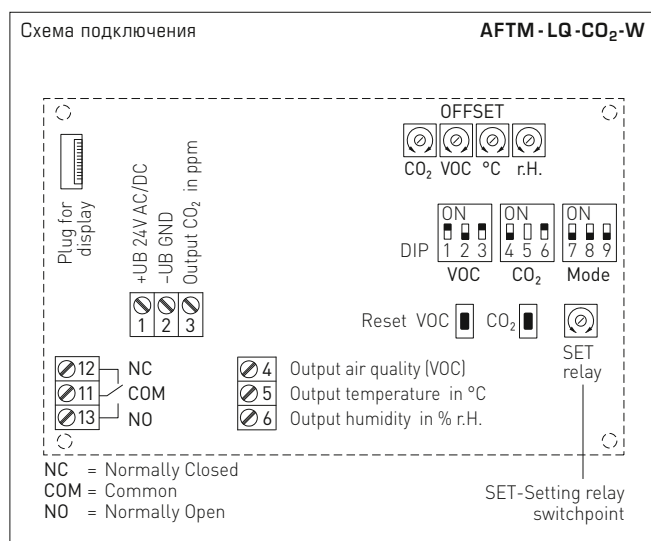 Схема подключения
AFTM - LQ - CO₂ - W
OFFSET
CO₂ VOC °C r.H.
Plug for
display
+UB 24V AC/DC
–UB GND
Output CO₂ in ppm
1 2 3
DIP
ON ON ON
1 2 3 4 5 6 7 8 9
VOC CO₂ Mode
Reset VOC CO₂
SET
relay
12 NC
11 COM
13 NO
4 Output air quality (VOC)
5 Output temperature in °C
6 Output humidity in % r.H.
NC = Normally Closed
COM = Common
NO = Normally Open
SET-Setting relay
switchpoint